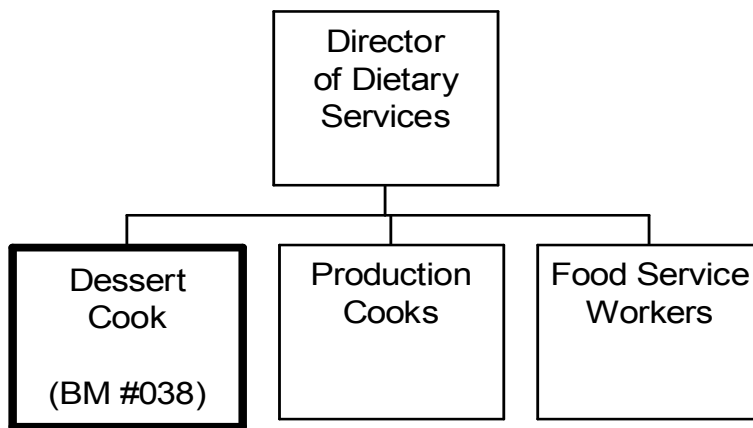 Director
of Dietary
Services
Dessert
Cook
(BM #038)
Production
Cooks
Food Service
Workers